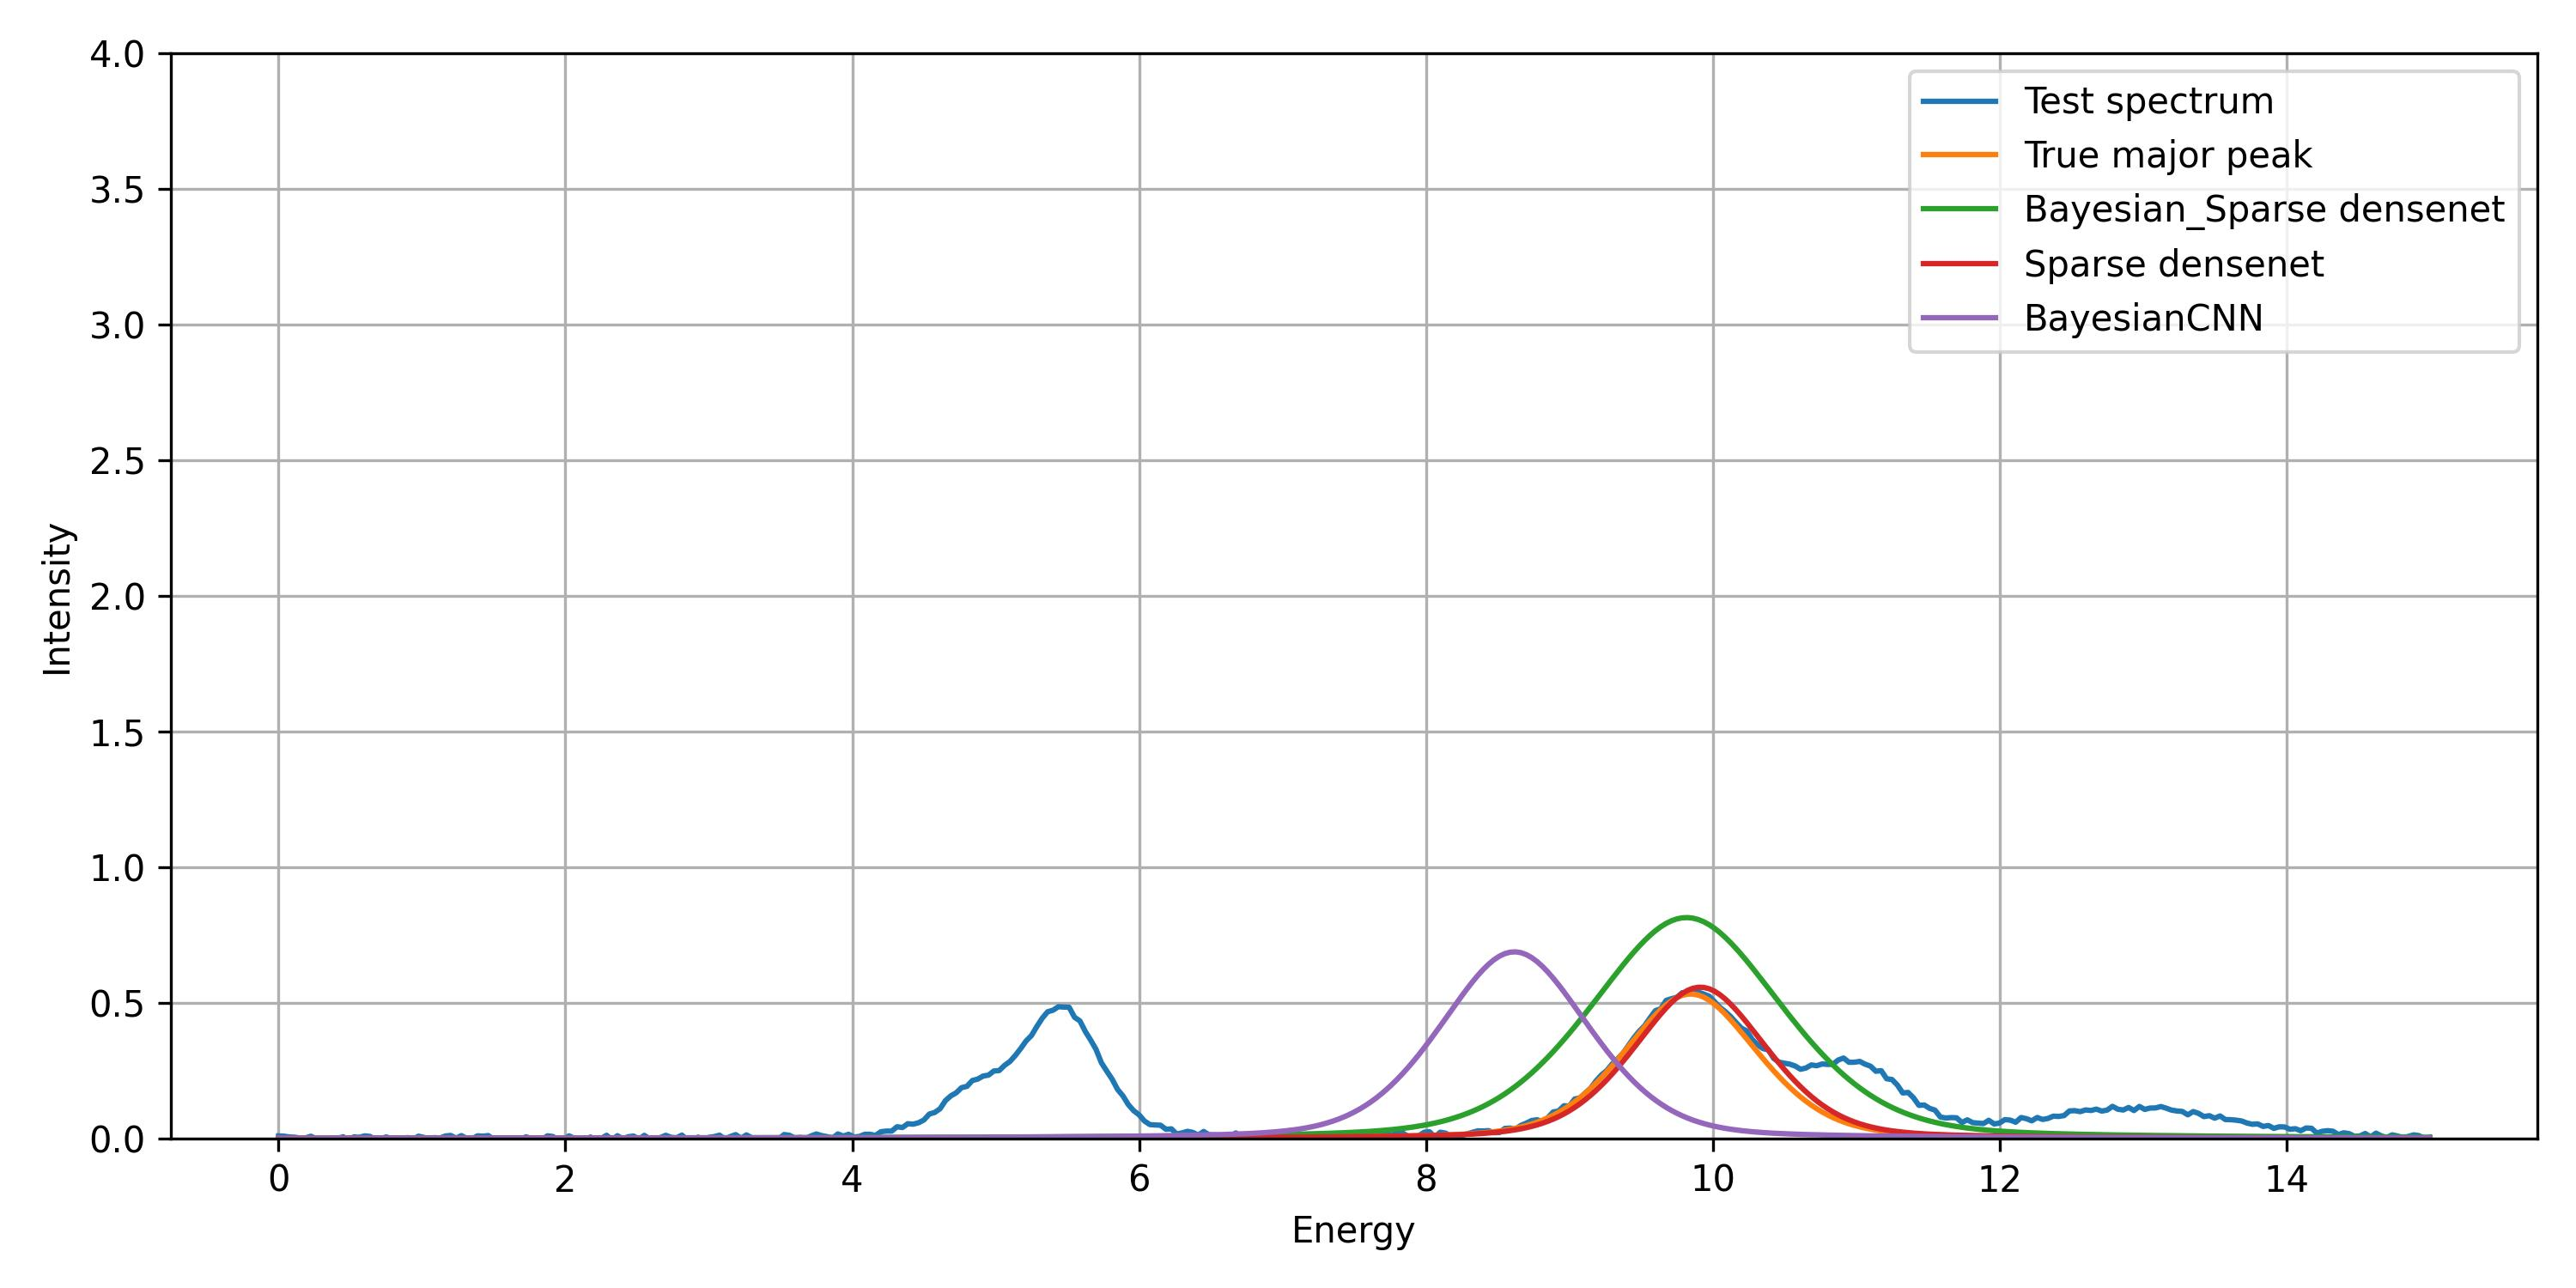 4.0
3.5
3.0
2.5
2.0
1.5
1.0
0.5
0.0
Intensity
0 2 4 6 8 10 12 14
Energy
Test spectrum
True major peak
Bayesian_Sparse densenet
Sparse densenet
BayesianCNN